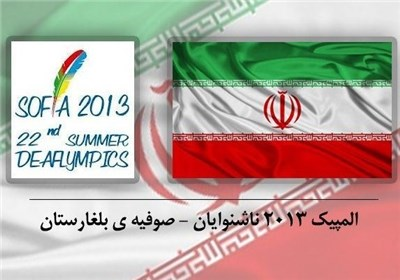 SOFIA 2013
22nd SUMMER
DEAFLYMPICS
المپیک ۲۰۱۳ ناشنوایان - صوفیه ی بلغارستان